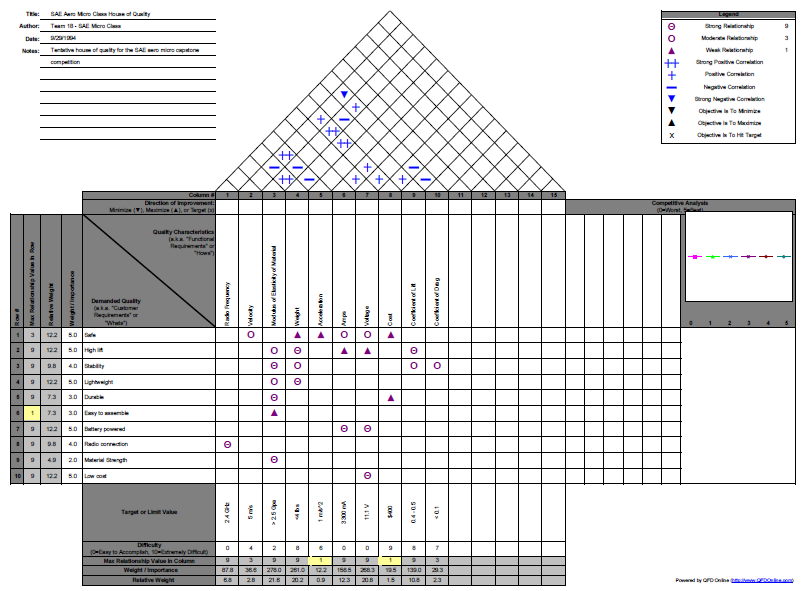 Title: SAE Aero Micro Class House of Quality
Author: Team 18 - SAE Micro Class
Date: 9/29/1994
Notes: Tentative house of quality for the SAE aero micro capstone
competition
Legend
Θ Strong Relationship 9
Ο Moderate Relationship 3
▲ Weak Relationship 1
┼┼ Strong Positive Correlation
┼ Positive Correlation
▬ Negative Correlation
▼ Strong Negative Correlation
▼ Objective Is To Minimize
▲ Objective Is To Maximize
x Objective Is To Hit Target
Column # 1 2 3 4 5 6 7 8 9 10 11 12 13 14 15
Direction of Improvement:
Minimize (▼), Maximize (▲), or Target (x)
Competitive Analysis
(0=Worst, 5=Best)
Quality Characteristics
(a.k.a. "Functional
Requirements" or
"Hows")
Demanded Quality
(a.k.a. "Customer
Requirements" or
"Whats")
Row #
Max Relationship Value in Row
Relative Weight
Weight / Importance
Radio Frequency
Velocity
Modulus of Elasticity of Material
Weight
Acceleration
Amps
Voltage
Cost
Coefficient of Lift
Coefficient of Drag
0 1 2 3 4 5
1 3 12.2 5.0 Safe Ο ▲ ▲ Ο Ο ▲
2 9 12.2 5.0 High lift Ο Θ ▲ ▲ Θ
3 9 9.8 4.0 Stability Θ Ο Ο Ο
4 9 12.2 5.0 Lightweight Ο Θ
5 9 7.3 3.0 Durable Θ ▲
6 1 7.3 3.0 Easy to assemble ▲
7 9 12.2 5.0 Battery powered Θ Θ
8 9 9.8 4.0 Radio connection Θ
9 9 4.9 2.0 Material Strength Θ
10 9 12.2 5.0 Low cost Θ
Target or Limit Value
2.4 GHz
5 m/s
> 2.5 Gpa
<4 lbs
1 m/s^2
3300 mA
11.1 V
$400
0.4 - 0.5
< 0.1
Difficulty
(0=Easy to Accomplish, 10=Extremely Difficult)
0 4 2 8 6 0 0 9 8 7
Max Relationship Value in Column 9 3 9 9 1 9 9 1 9 3
Weight / Importance 87.8 36.6 278.0 261.0 12.2 158.5 268.3 19.5 139.0 29.3
Relative Weight 6.8 2.8 21.6 20.2 0.9 12.3 20.8 1.5 10.8 2.3
Powered by QFD Online (http://www.QFDOnline.com)